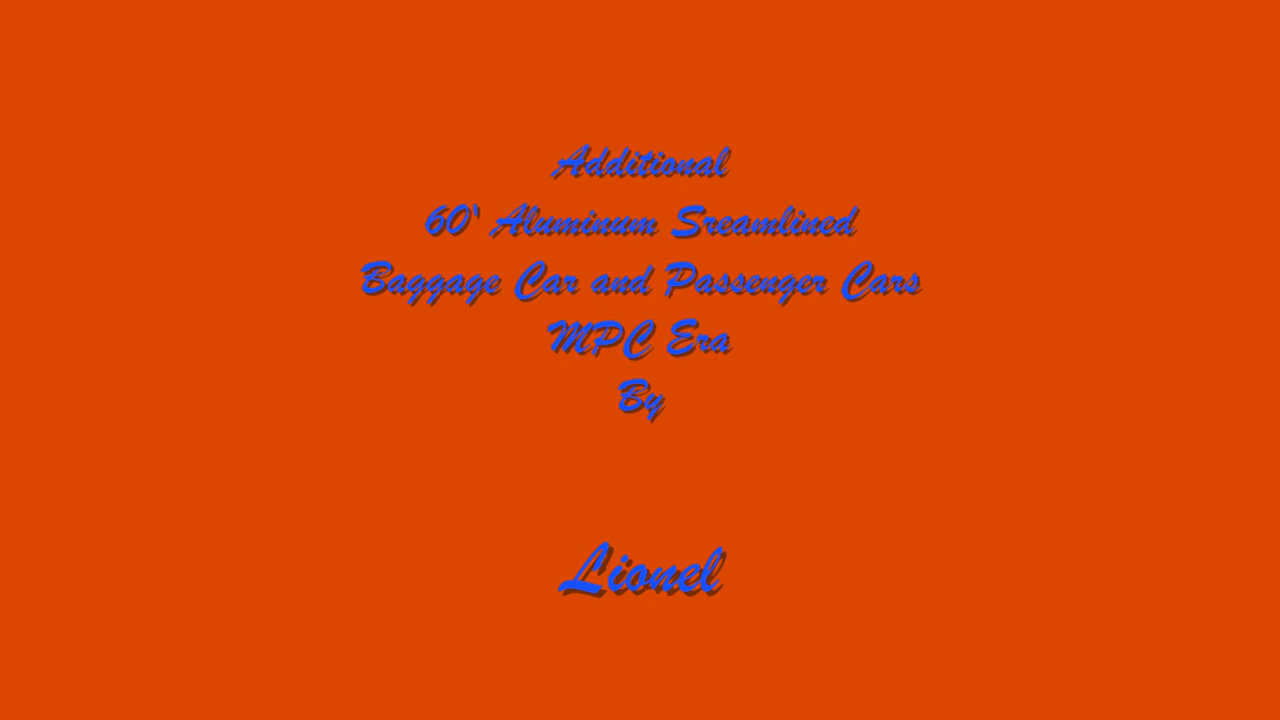 Additional
60' Aluminum Sreamlined
Baggage Car and Passenger Cars
MPC Era
By
Lionel